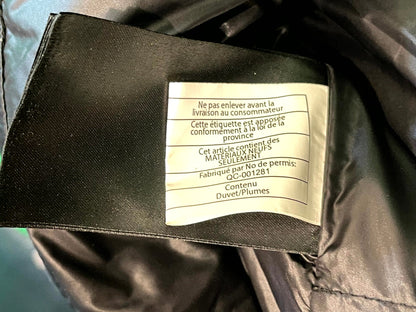 Ne pas enlever avant la
livraison au consommateur
Cette étiquette est apposée
conformément à la loi de la
province
Cet article contient des
MATERIAUX NEUFS
SEULEMENT
Fabriqué par No de permis:
QC-001281
Contenu
Duvet/Plumes